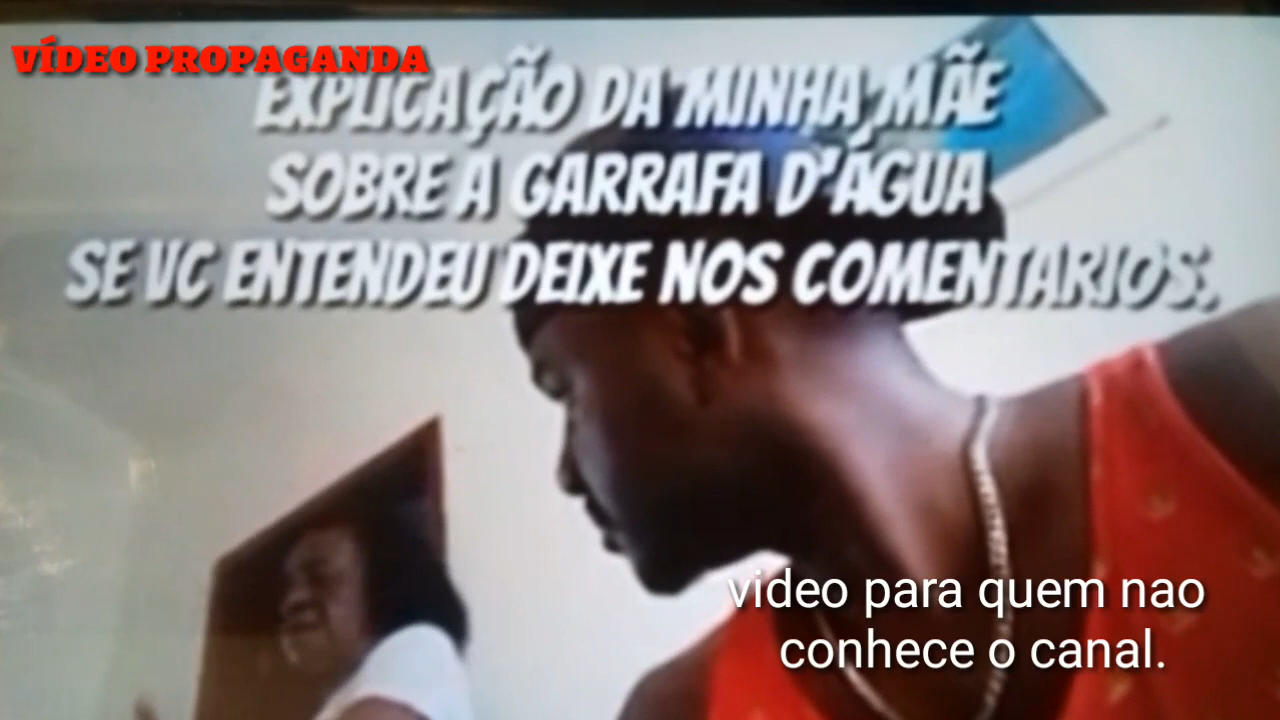 VÍDEO PROPAGANDA
EXPLICAÇÃO DA MINHA MÃE
SOBRE A GARRAFA D'ÁGUA
SE VC ENTENDEU DEIXE NOS COMENTARIOS.
video para quem nao
conhece o canal.